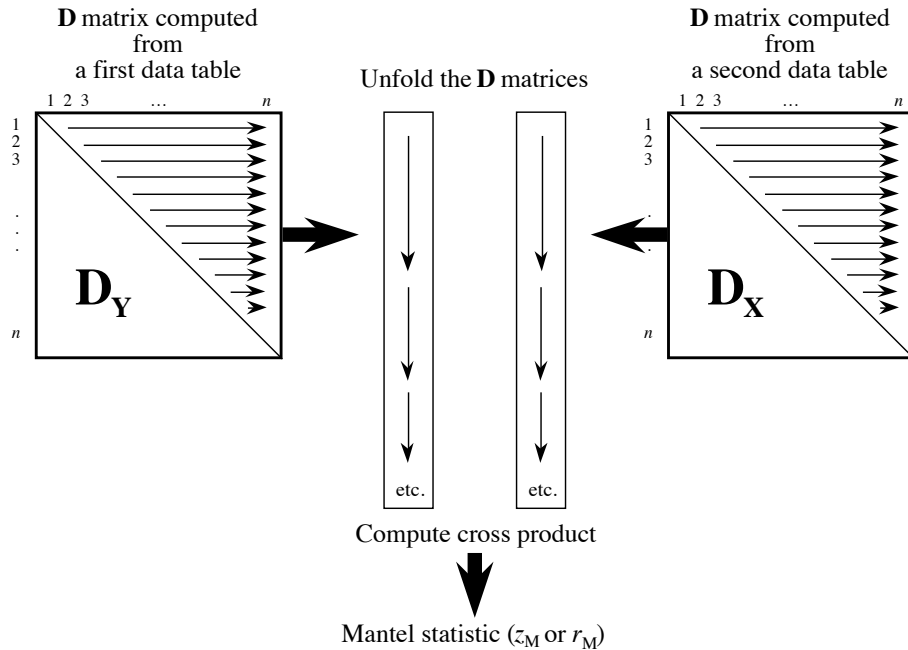 D matrix computed
from
a first data table
1 2 3 … n
1
2
3
.
.
.
n
D_Y
Unfold the D matrices
etc.
etc.
D matrix computed
from
a second data table
1 2 3 … n
1
2
3
.
.
n
D_X
Compute cross product
Mantel statistic (z_M or r_M)